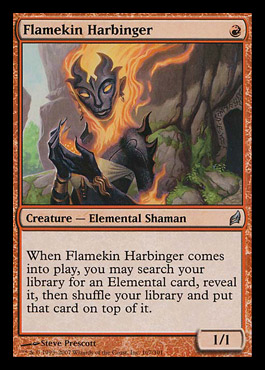 Flamekin Harbinger
Creature — Elemental Shaman
When Flamekin Harbinger comes
into play, you may search your
library for an Elemental card, reveal
it, then shuffle your library and put
that card on top of it.
Steve Prescott
1/1